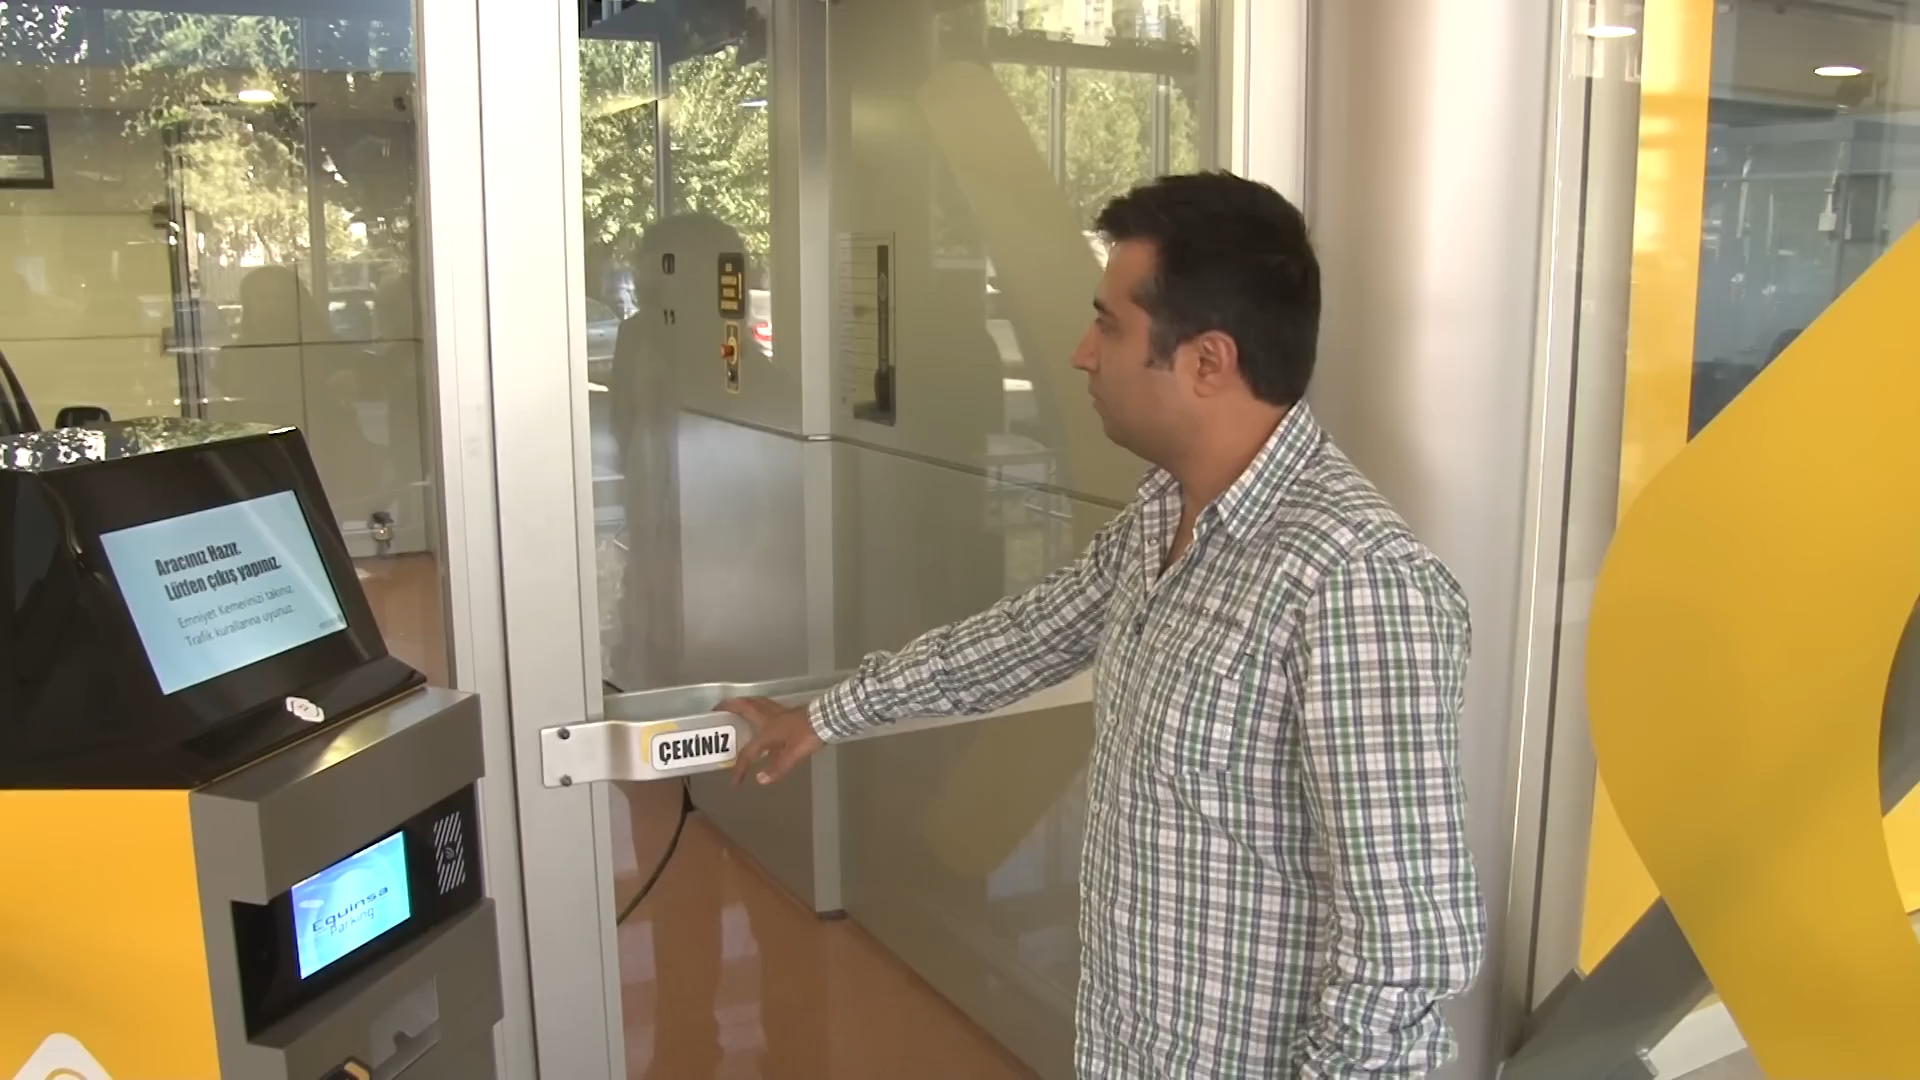 Aracınız Hazır.
Lütfen çıkış yapınız.
Emniyet Kemerinizi takınız.
Trafik kurallarına uyunuz.
ÇEKİNİZ
Equinsa
Parking